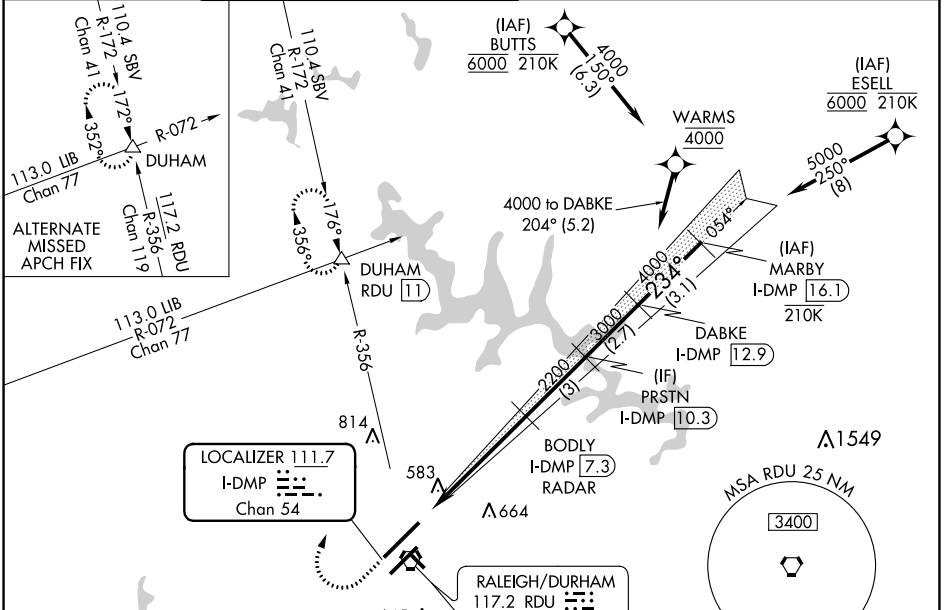 110.4 SBV
R-172
Chan 41
172°
352°
R-072
DUHAM
113.0 LIB
Chan 77
117.2 RDU
R-356
Chan 119
ALTERNATE
MISSED
APCH FIX
110.4 SBV
R-172
Chan 41
176°
356°
DUHAM
RDU 11
113.0 LIB
R-072
Chan 77
R-356
(IAF)
BUTTS
6000 210K
4000
150°
(6.3)
(IAF)
ESELL
6000 210K
5000
250°
(8)
WARMS
4000
4000 to DABKE
204° (5.2)
054°
4000
234°
(3.1)
(IAF)
MARBY
I-DMP 16.1
210K
3000
(2.7)
DABKE
I-DMP 12.9
2200
(3)
(IF)
PRSTN
I-DMP 10.3
BODLY
I-DMP 7.3
RADAR
814
583
664
1549
LOCALIZER 111.7
I-DMP
Chan 54
MSA RDU 25 NM
3400
RALEIGH/DURHAM
117.2 RDU